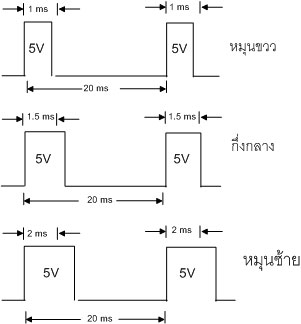 1 ms 1 ms
5V 5V หมุนขวว
20 ms
1.5 ms 1.5 ms
กึ่งกลาง
5V 5V
20 ms
2 ms 2 ms
5V 5V หมุนซ้าย
20 ms